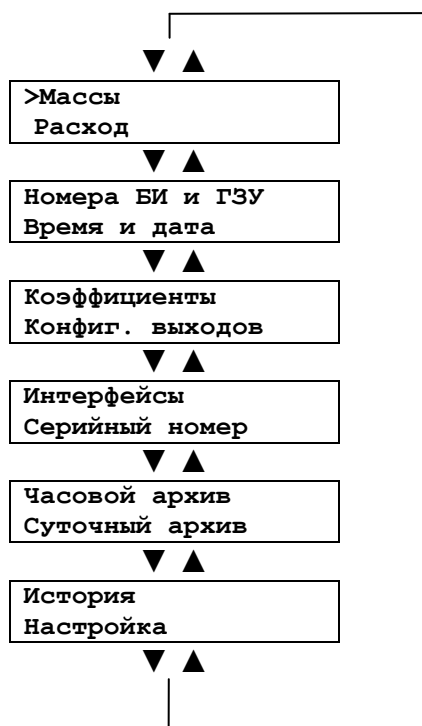 ▼ ▲
>Массы
Расход
▼ ▲
Номера БИ и ГЗУ
Время и дата
▼ ▲
Коэффициенты
Конфиг. выходов
▼ ▲
Интерфейсы
Серийный номер
▼ ▲
Часовой архив
Суточный архив
▼ ▲
История
Настройка
▼ ▲